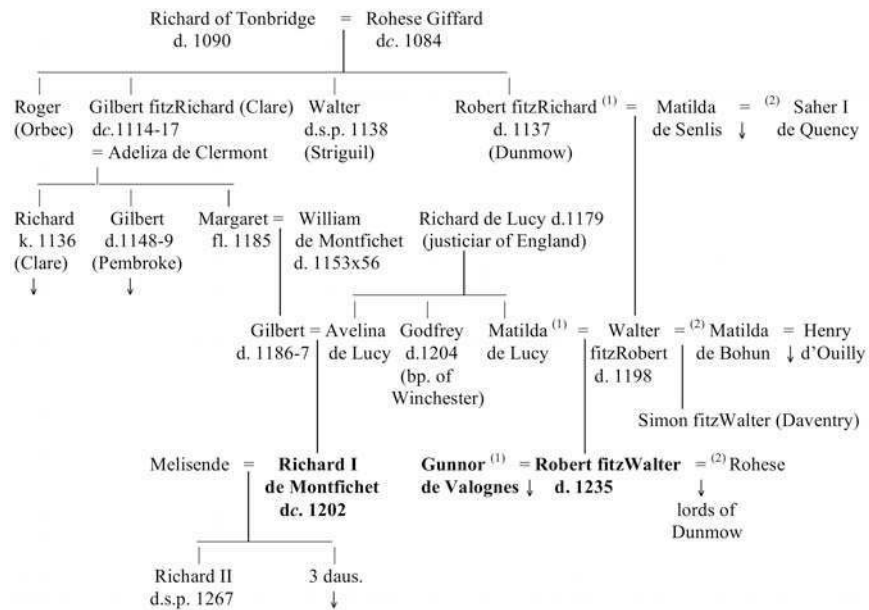 Richard of Tonbridge = Rohese Giffard
d. 1090 dc. 1084
Roger Gilbert fitzRichard (Clare) Walter Robert fitzRichard (1) = Matilda = (2) Saher I
(Orbec) dc.1114-17 d.s.p. 1138 d. 1137 de Senlis ↓ de Quency
= Adeliza de Clermont (Striguil) (Dunmow)
Richard Gilbert Margaret = William Richard de Lucy d.1179
k. 1136 d.1148-9 fl. 1185 de Montfichet (justiciar of England)
(Clare) (Pembroke) d. 1153x56
↓ ↓
Gilbert = Avelina Godfrey Matilda (1) = Walter = (2) Matilda = Henry
d. 1186-7 de Lucy d.1204 de Lucy fitzRobert de Bohun ↓ d'Ouilly
(bp. of d. 1198
Winchester)
Simon fitzWalter (Daventry)
Melisende = Richard I Gunnor (1) = Robert fitzWalter = (2) Rohese
de Montfichet de Valognes ↓ d. 1235 ↓
dc. 1202 lords of
Dunmow
Richard II 3 daus.
d.s.p. 1267 ↓